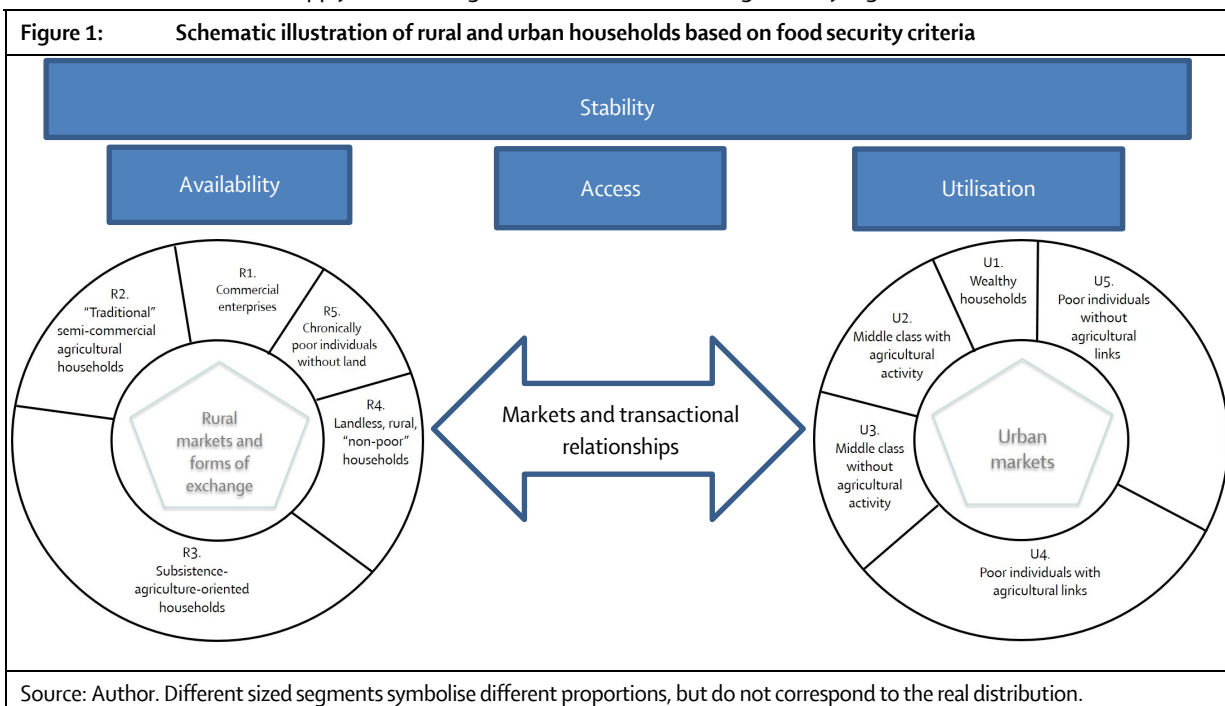 Figure 1: Schematic illustration of rural and urban households based on food security criteria
Stability
Availability
Access
Utilisation
R1.
Commercial
enterprises
R2.
"Traditional"
semi-commercial
agricultural
households
R5.
Chronically
poor individuals
without land
R4.
Landless, rural,
"non-poor"
households
Rural
markets and
forms of
exchange
R3.
Subsistence-
agriculture-oriented
households
Markets and transactional
relationships
U1.
Wealthy
households
U5.
Poor individuals
without
agricultural
links
U2.
Middle class with
agricultural
activity
U3.
Middle class
without
agricultural
activity
Urban
markets
U4.
Poor individuals with
agricultural links
Source: Author. Different sized segments symbolise different proportions, but do not correspond to the real distribution.